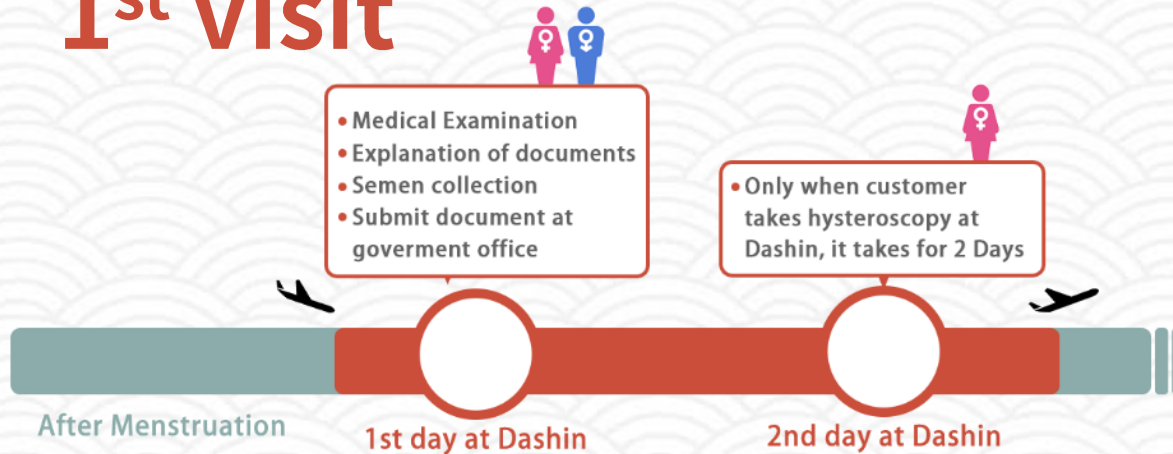 1st visit
• Medical Examination
• Explanation of documents
• Semen collection
• Submit document at
goverment office
• Only when customer
takes hysteroscopy at
Dashin, it takes for 2 Days
After Menstruation
1st day at Dashin
2nd day at Dashin